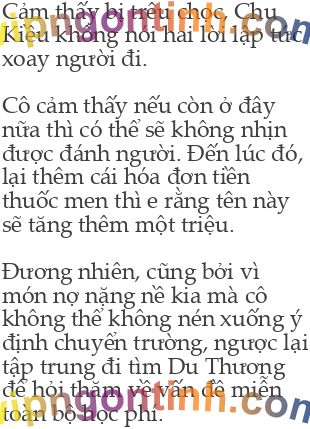 Cảm thấy bị trêu chọc, Chu
Kiều không nói hai lời lập tức
xoay người đi.
Cô cảm thấy nếu còn ở đây
nữa thì có thể sẽ không nhịn
được đánh người. Đến lúc đó,
lại thêm cái hóa đơn tiền
thuốc men thì e rằng tên này
sẽ tăng thêm một triệu.
Đương nhiên, cũng bởi vì
món nợ nặng nề kia mà cô
không thể không nén xuống ý
định chuyển trường, ngược lại
tập trung đi tìm Du Thương
để hỏi thăm về vấn đề miễn
toàn bộ học phí.
vipngontinh.com
vipngontinh.com